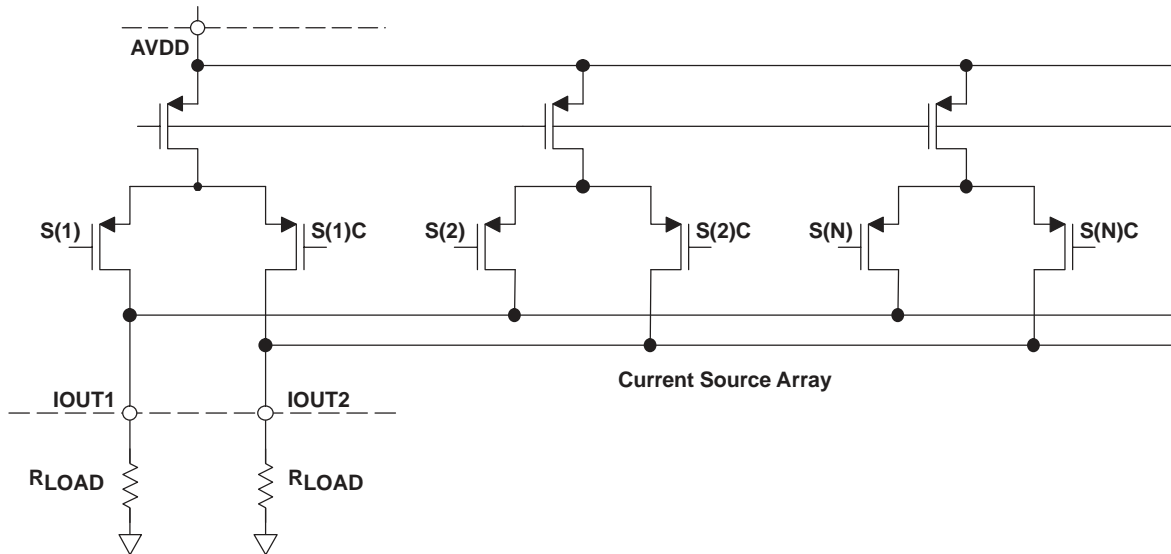 AVDD
S(1)
S(1)C
S(2)
S(2)C
S(N)
S(N)C
Current Source Array
IOUT1
IOUT2
RLOAD
RLOAD